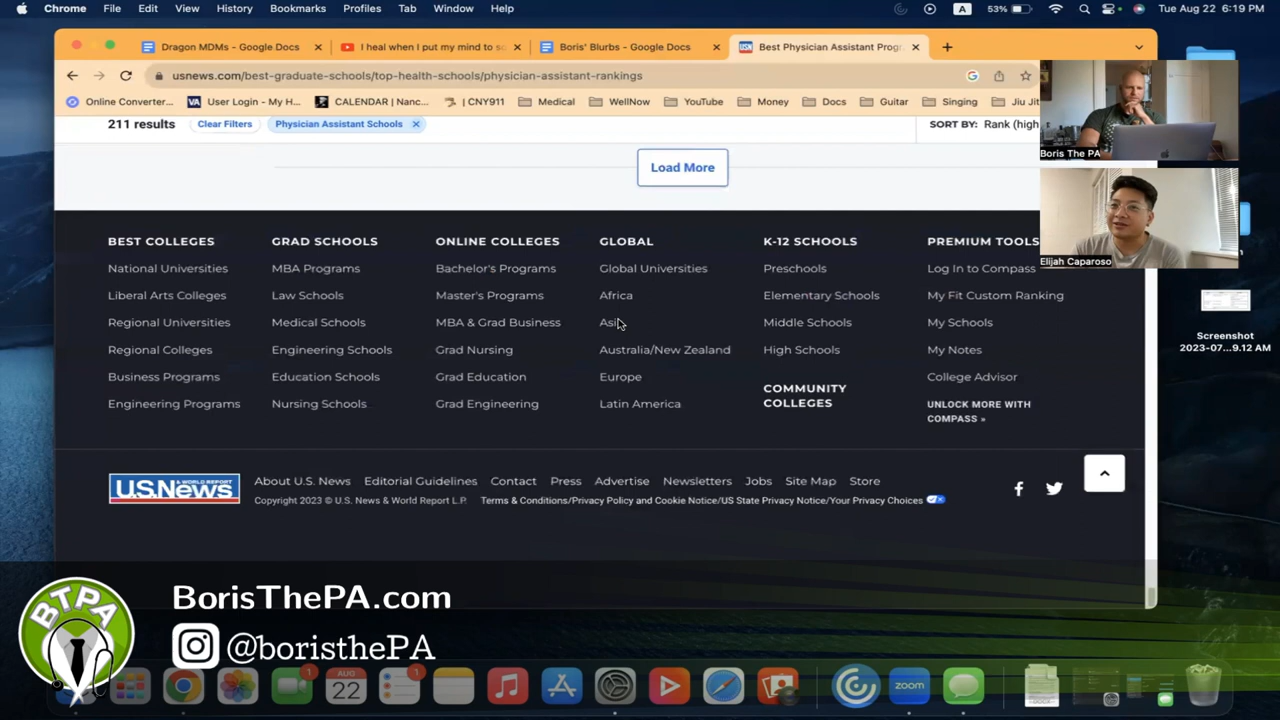 Chrome File Edit View History Bookmarks Profiles Tab Window Help
A 53% Tue Aug 22 6:19 PM
Dragon MDMs - Google Docs × I heal when I put my mind to s × Boris' Blurbs - Google Docs × Best Physician Assistant Prog × +
usnews.com/best-graduate-schools/top-health-schools/physician-assistant-rankings
Online Converter... User Login - My H... CALENDAR | Nanc... | CNY911 Medical WellNow YouTube Money Docs Guitar Singing Jiu Jit
211 results Clear Filters Physician Assistant Schools × SORT BY: Rank (high
Boris The PA
Load More
BEST COLLEGES GRAD SCHOOLS ONLINE COLLEGES GLOBAL K-12 SCHOOLS PREMIUM TOOLS
Elijah Caparoso
National Universities MBA Programs Bachelor's Programs Global Universities Preschools Log In to Compass
Liberal Arts Colleges Law Schools Master's Programs Africa Elementary Schools My Fit Custom Ranking
Regional Universities Medical Schools MBA & Grad Business Asia Middle Schools My Schools
Regional Colleges Engineering Schools Grad Nursing Australia/New Zealand High Schools My Notes
Business Programs Education Schools Grad Education Europe COMMUNITY COLLEGES College Advisor
Engineering Programs Nursing Schools Grad Engineering Latin America UNLOCK MORE WITH COMPASS »
Screenshot
2023-07...9.12 AM
U.S.News & WORLD REPORT
About U.S. News Editorial Guidelines Contact Press Advertise Newsletters Jobs Site Map Store
Copyright 2023 © U.S. News & World Report L.P. Terms & Conditions/Privacy Policy and Cookie Notice/US State Privacy Notice/Your Privacy Choices
BTPA
BorisThePA.com
@boristhePA
1 AUG 22 1 zoom
DOCX